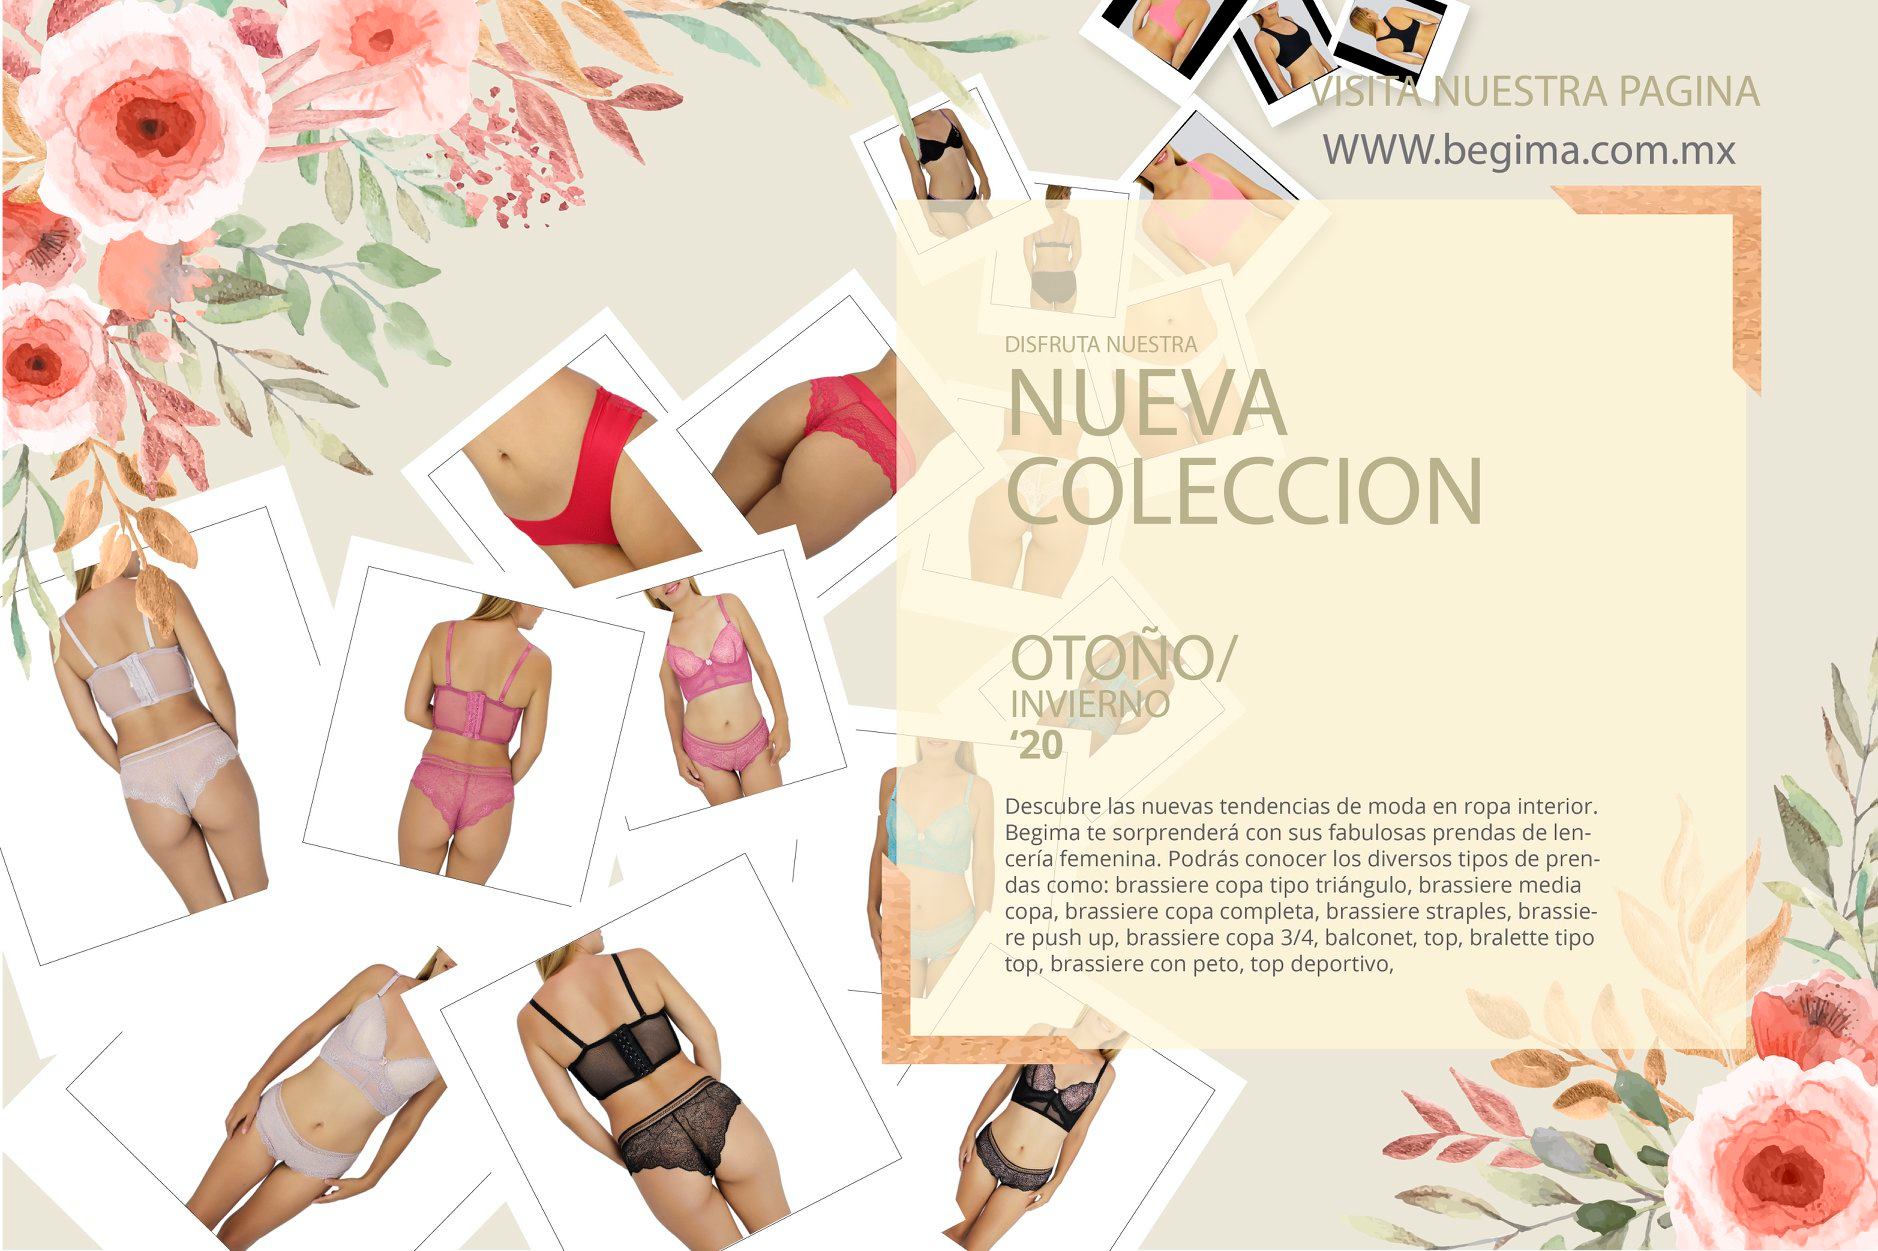 VISITA NUESTRA PAGINA
WWW.begima.com.mx
DISFRUTA NUESTRA
NUEVA
COLECCION
OTOÑO/
INVIERNO
‘20
Descubre las nuevas tendencias de moda en ropa interior.
Begima te sorprenderá con sus fabulosas prendas de len-
cería femenina. Podrás conocer los diversos tipos de pren-
das como: brassiere copa tipo triángulo, brassiere media
copa, brassiere copa completa, brassiere straples, brassie-
re push up, brassiere copa 3/4, balconet, top, bralette tipo
top, brassiere con peto, top deportivo,